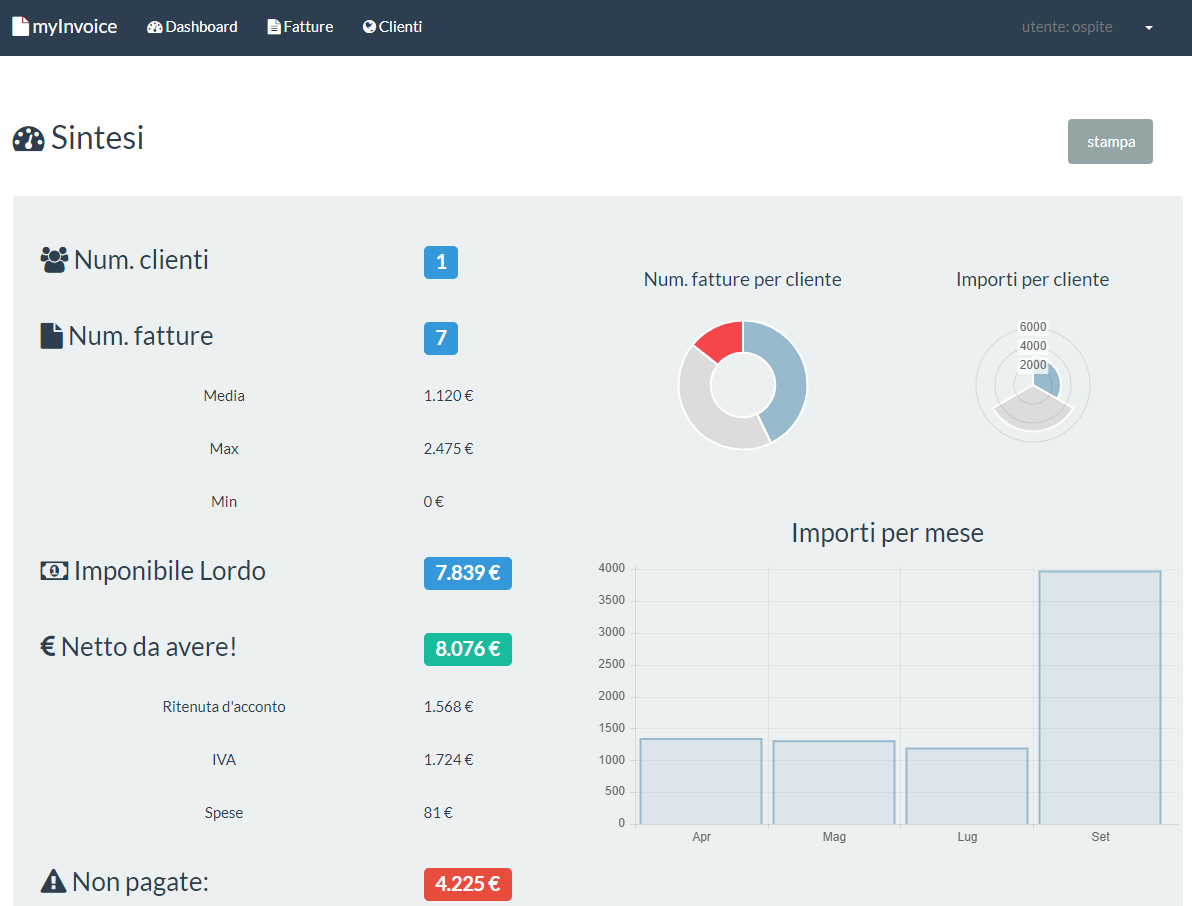 myInvoice Dashboard Fatture Clienti utente: ospite
Sintesi
stampa
Num. clienti 1
Num. fatture 7
Media 1.120 €
Max 2.475 €
Min 0 €
Imponibile Lordo 7.839 €
€ Netto da avere! 8.076 €
Ritenuta d'acconto 1.568 €
IVA 1.724 €
Spese 81 €
Non pagate: 4.225 €
Num. fatture per cliente
Importi per cliente
6000
4000
2000
Importi per mese
4000
3500
3000
2500
2000
1500
1000
500
0
Apr Mag Lug Set